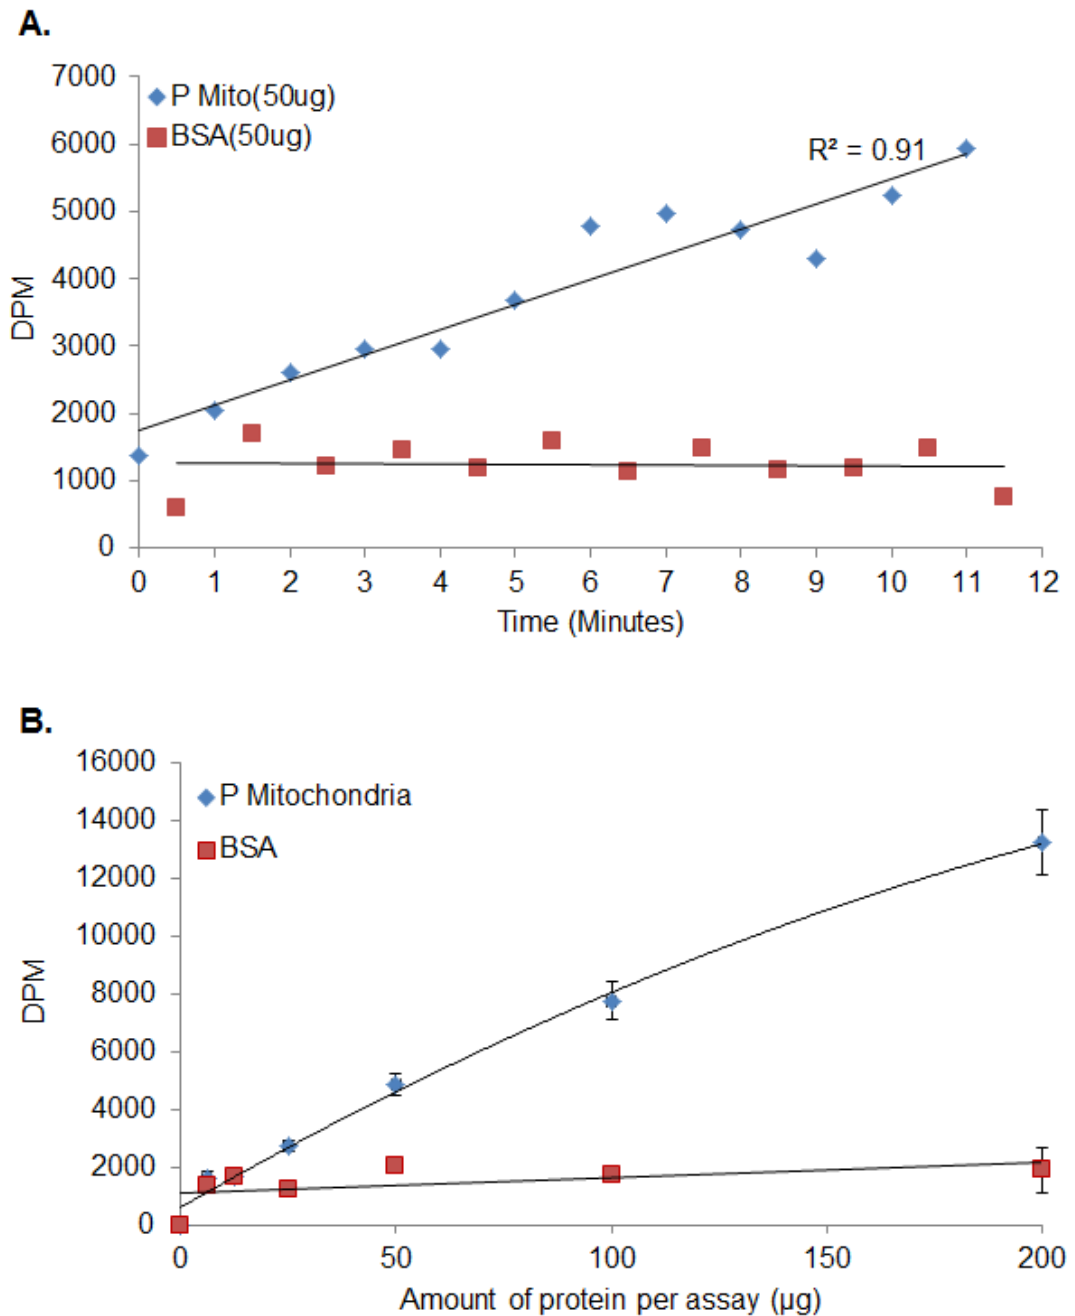 A.
7000
6000
5000
4000
3000
2000
1000
0
DPM
P Mito(50ug)
BSA(50ug)
R² = 0.91
0 1 2 3 4 5 6 7 8 9 10 11 12
Time (Minutes)
B.
16000
14000
12000
10000
8000
6000
4000
2000
0
DPM
P Mitochondria
BSA
0 50 100 150 200
Amount of protein per assay (µg)